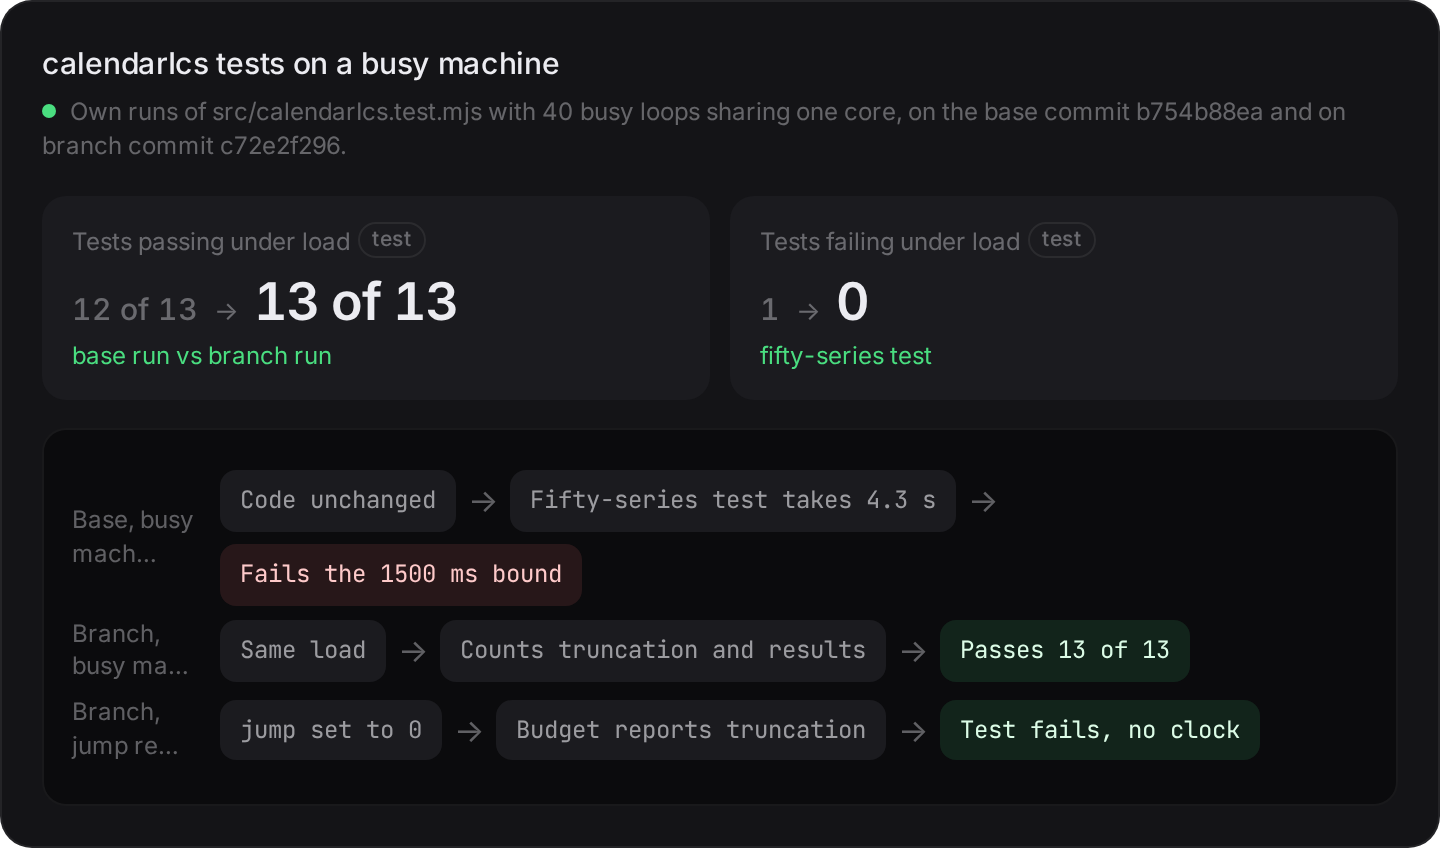 calendarIcs tests on a busy machine
Own runs of src/calendarIcs.test.mjs with 40 busy loops sharing one core, on the base commit b754b88ea and on
branch commit c72e2f296.
Tests passing under load test
12 of 13 → 13 of 13
base run vs branch run
Tests failing under load test
1 → 0
fifty-series test
Base, busy
mach...
Code unchanged → Fifty-series test takes 4.3 s →
Fails the 1500 ms bound
Branch,
busy ma...
Same load → Counts truncation and results → Passes 13 of 13
Branch,
jump re...
jump set to 0 → Budget reports truncation → Test fails, no clock